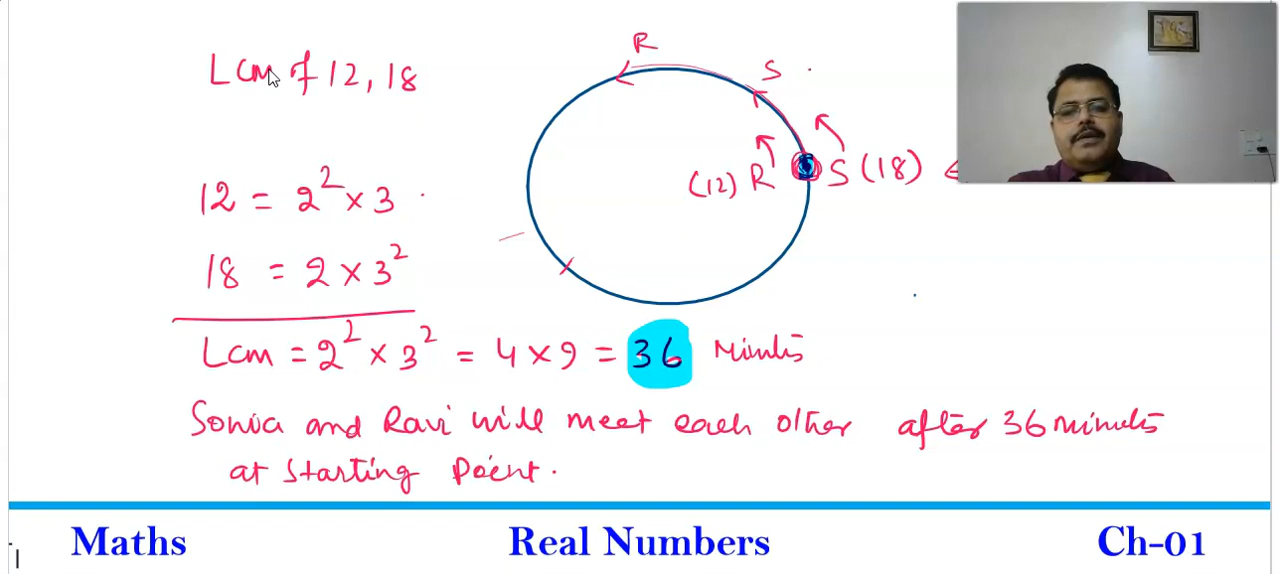 R
Lcm of 12, 18
S
(12) R
S (18)
12 = 2² × 3
18 = 2 × 3²
Lcm = 2² × 3² = 4 × 9 = 36 Minutes
Sonia and Ravi will meet each other after 36 minutes
at starting point.
Maths
Real Numbers
Ch-01